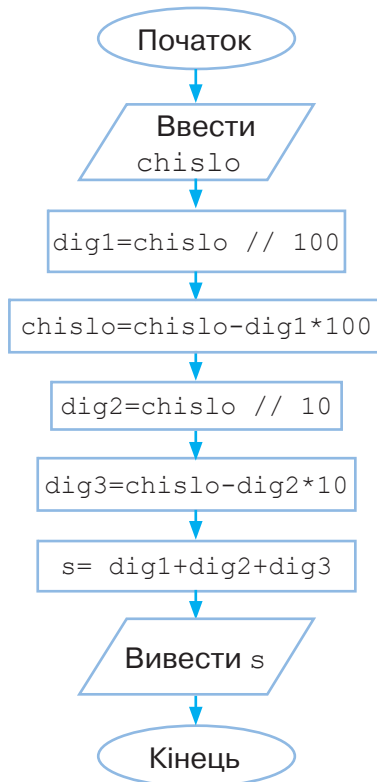 Початок
Ввести
chislo
dig1=chislo // 100
chislo=chislo-dig1*100
dig2=chislo // 10
dig3=chislo-dig2*10
s= dig1+dig2+dig3
Вивести s
Кінець